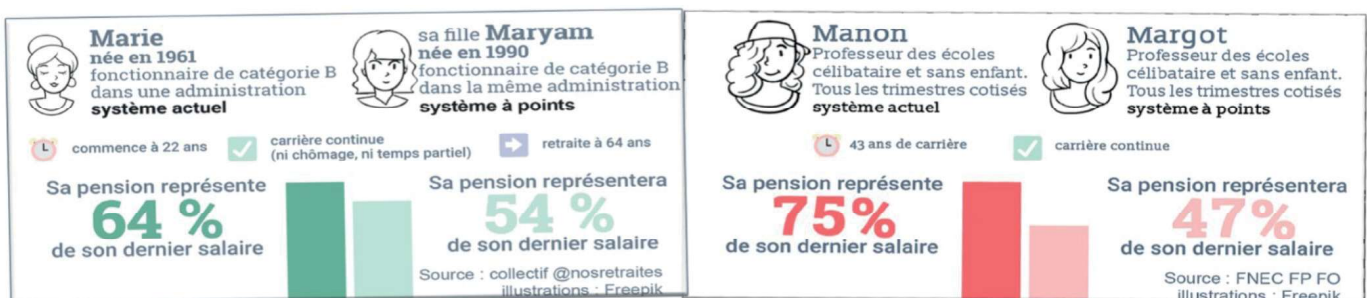 Marie
née en 1961
fonctionnaire de catégorie B
dans une administration
système actuel
sa fille Maryam
née en 1990
fonctionnaire de catégorie B
dans la même administration
système à points
commence à 22 ans
carrière continue
(ni chômage, ni temps partiel)
retraite à 64 ans
Sa pension représente
64 %
de son dernier salaire
Sa pension représentera
54 %
de son dernier salaire
Source : collectif @nosretraites
illustrations : Freepik
Manon
Professeur des écoles
célibataire et sans enfant.
Tous les trimestres cotisés
système actuel
Margot
Professeur des écoles
célibataire et sans enfant.
Tous les trimestres cotisés
système à points
43 ans de carrière
carrière continue
Sa pension représente
75%
de son dernier salaire
Sa pension représentera
47%
de son dernier salaire
Source : FNEC FP FO
illustrations : Freepik